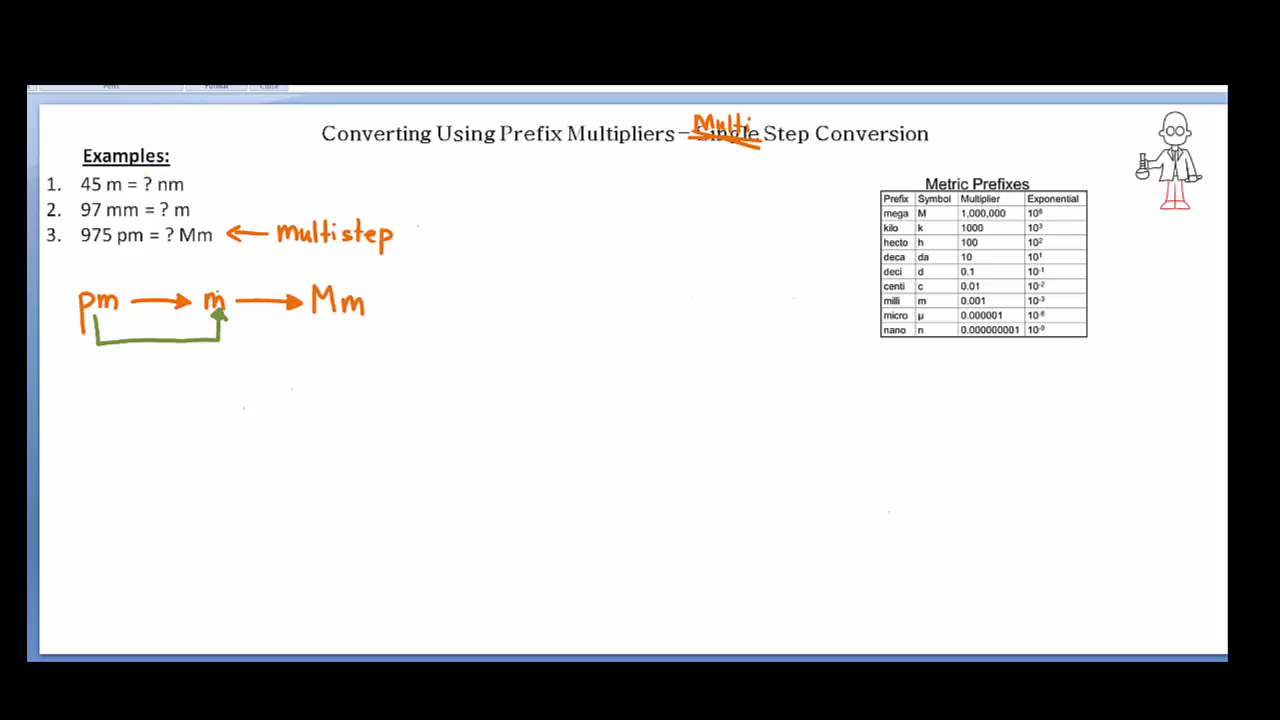 Pens Format Close
Multi
Converting Using Prefix Multipliers – Single Step Conversion
Examples:
1. 45 m = ? nm
2. 97 mm = ? m
3. 975 pm = ? Mm ← multistep
pm → m → Mm
Metric Prefixes
Prefix Symbol Multiplier Exponential
mega M 1,000,000 10⁶
kilo k 1000 10³
hecto h 100 10²
deca da 10 10¹
deci d 0.1 10⁻¹
centi c 0.01 10⁻²
milli m 0.001 10⁻³
micro µ 0.000001 10⁻⁶
nano n 0.000000001 10⁻⁹